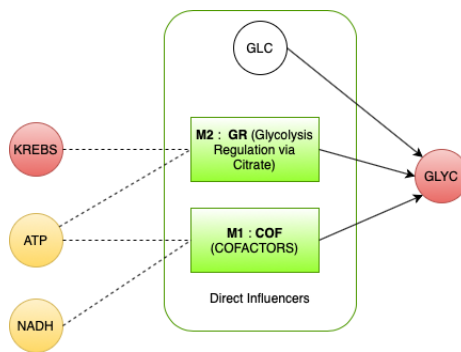 GLC
KREBS
M2 : GR (Glycolysis
Regulation via
Citrate)
GLYC
ATP
M1 : COF
(COFACTORS)
NADH
Direct Influencers